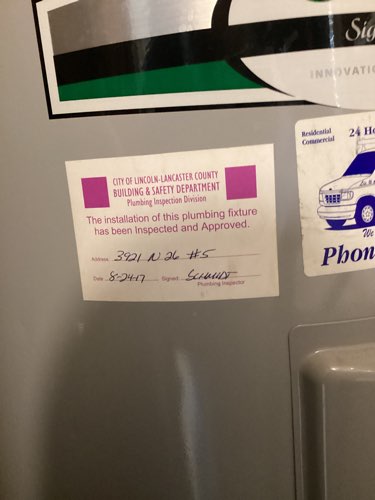 Sig
INNOVATI
CITY OF LINCOLN-LANCASTER COUNTY
BUILDING & SAFETY DEPARTMENT
Plumbing Inspection Division
The installation of this plumbing fixture
has been Inspected and Approved.
Address 3921 N 26 #5
Date 8-24-17 Signed: SCHMIDT
Plumbing Inspector
Residential
Commercial
24 Ho
We
Phon